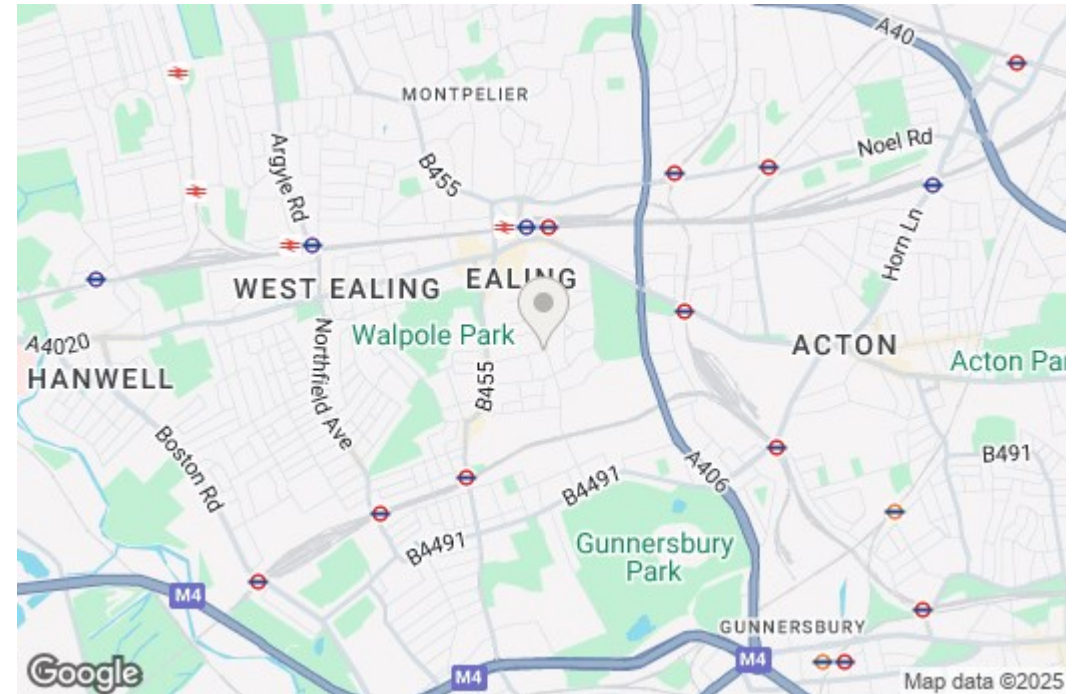 A40
MONTPELIER
Argyle Rd
B455
Noel Rd
Horn Ln
WEST EALING
EALING
Walpole Park
A4020
HANWELL
Northfield Ave
B455
ACTON
Acton Par
Boston Rd
B4491
A406
B491
B4491
Gunnersbury
Park
M4
GUNNERSBURY
M4
M4
Google
Map data ©2025